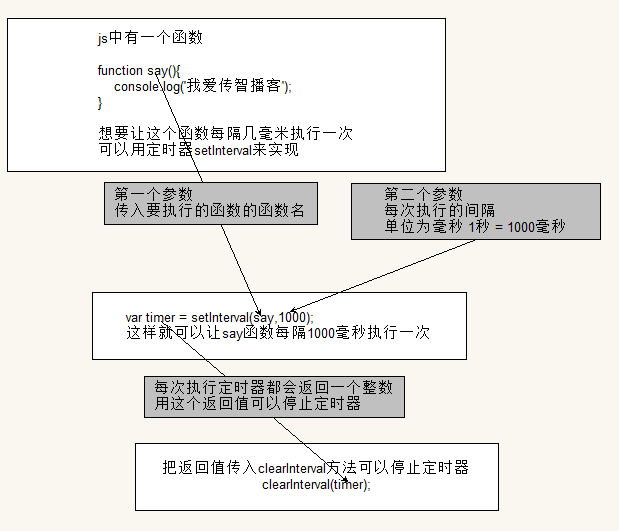 js中有一个函数
function say(){
console.log('我爱传智播客');
}
想要让这个函数每隔几毫米执行一次
可以用定时器setInterval来实现
第一个参数
传入要执行的函数的函数名
第二个参数
每次执行的间隔
单位为毫秒 1秒 = 1000毫秒
var timer = setInterval(say,1000);
这样就可以让say函数每隔1000毫秒执行一次
每次执行定时器都会返回一个整数
用这个返回值可以停止定时器
把返回值传入clearInterval方法可以停止定时器
clearInterval(timer);